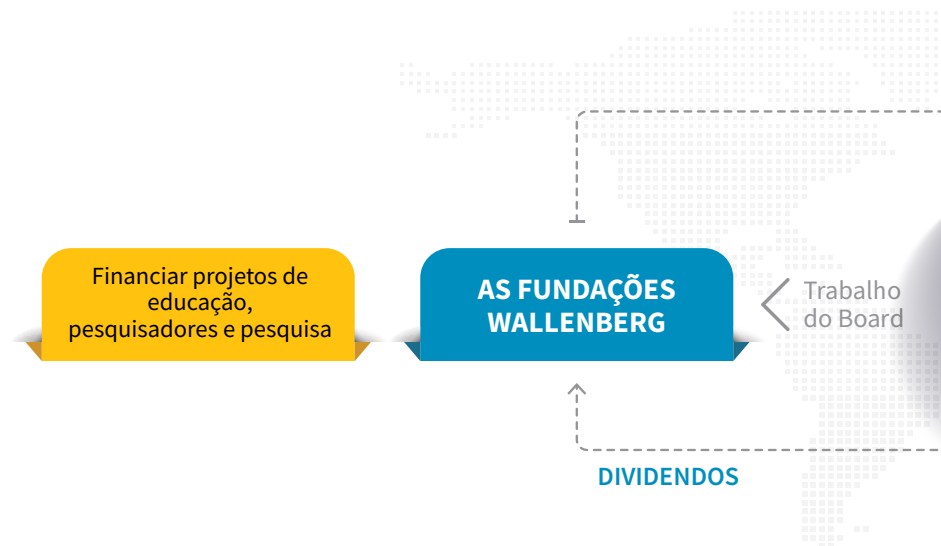 Financiar projetos de
educação,
pesquisadores e pesquisa
AS FUNDAÇÕES
WALLENBERG
Trabalho
do Board
DIVIDENDOS